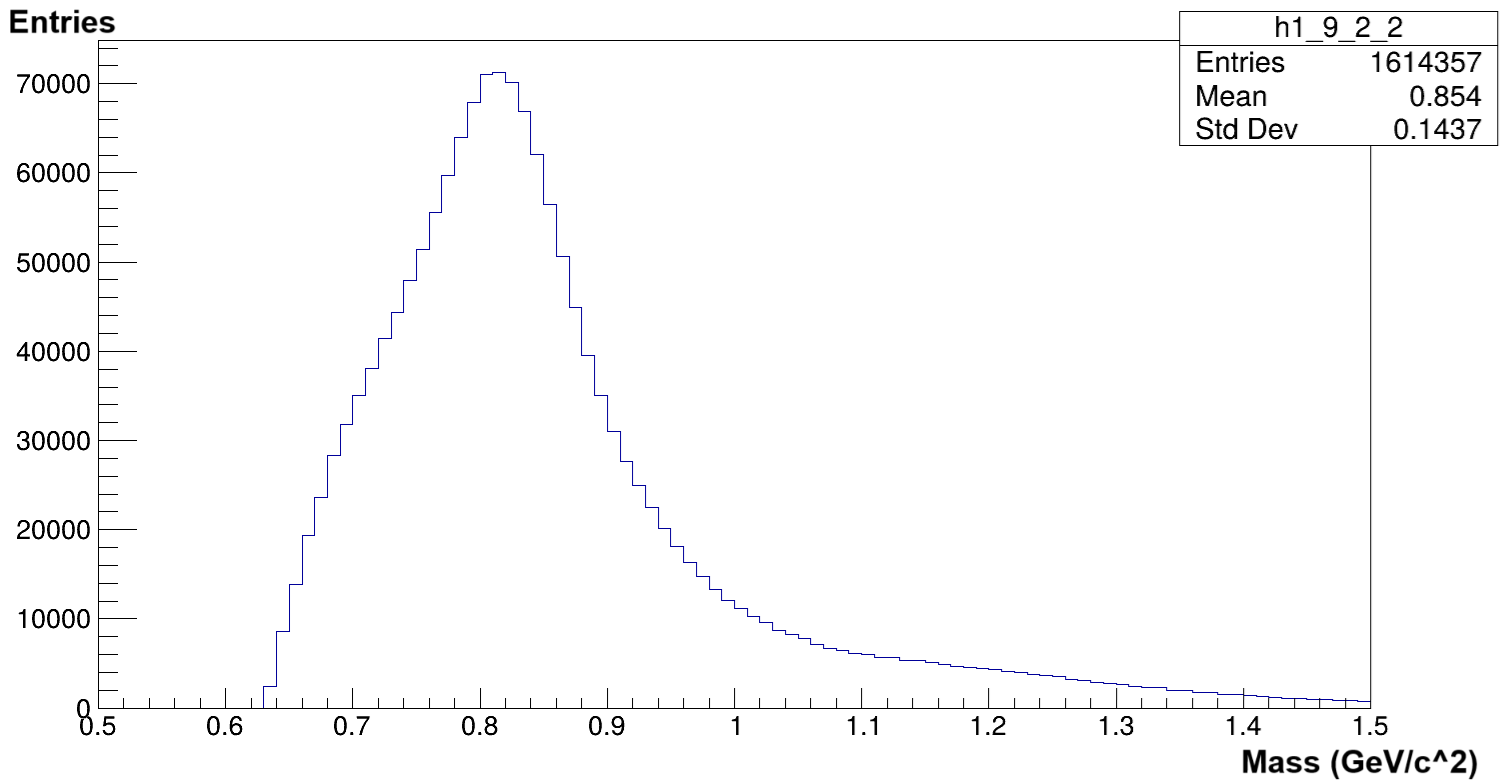 Entries
h1_9_2_2
Entries 1614357
Mean 0.854
Std Dev 0.1437
70000
60000
50000
40000
30000
20000
10000
0
0.5 0.6 0.7 0.8 0.9 1 1.1 1.2 1.3 1.4 1.5
Mass (GeV/c^2)